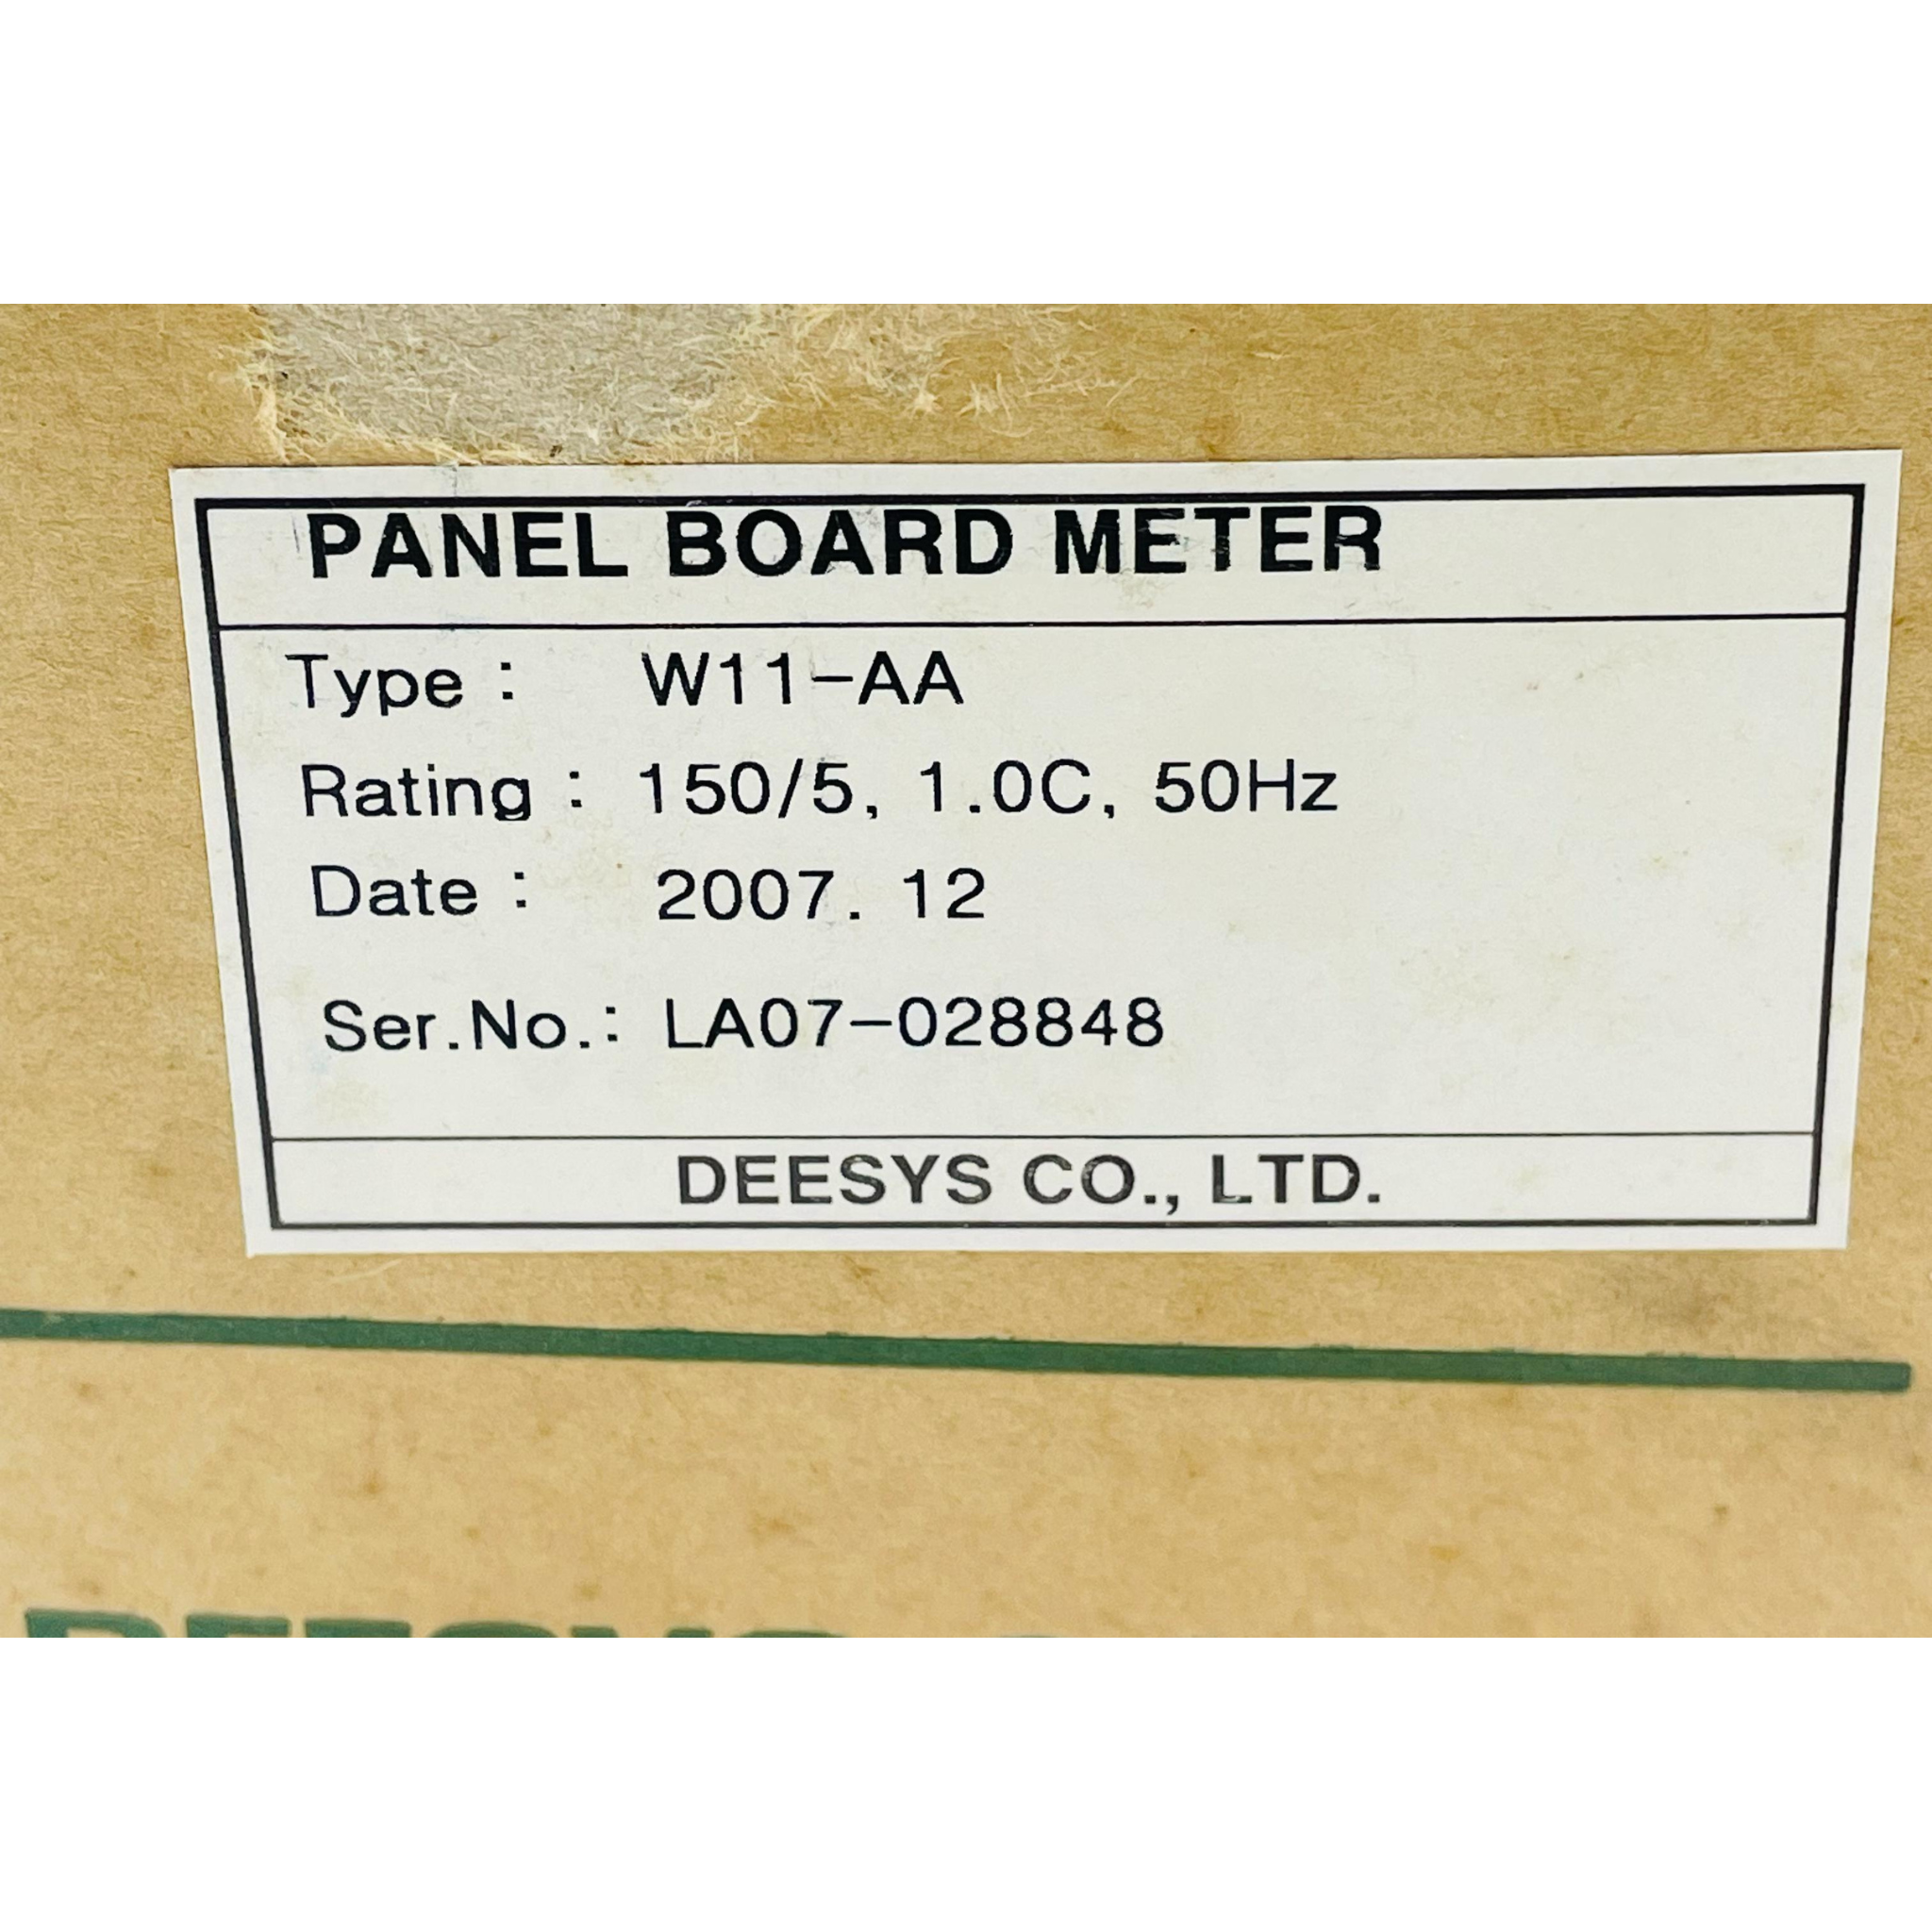 PANEL BOARD METER
Type : W11-AA
Rating : 150/5, 1.0C, 50Hz
Date : 2007. 12
Ser.No.: LA07-028848
DEESYS CO., LTD.